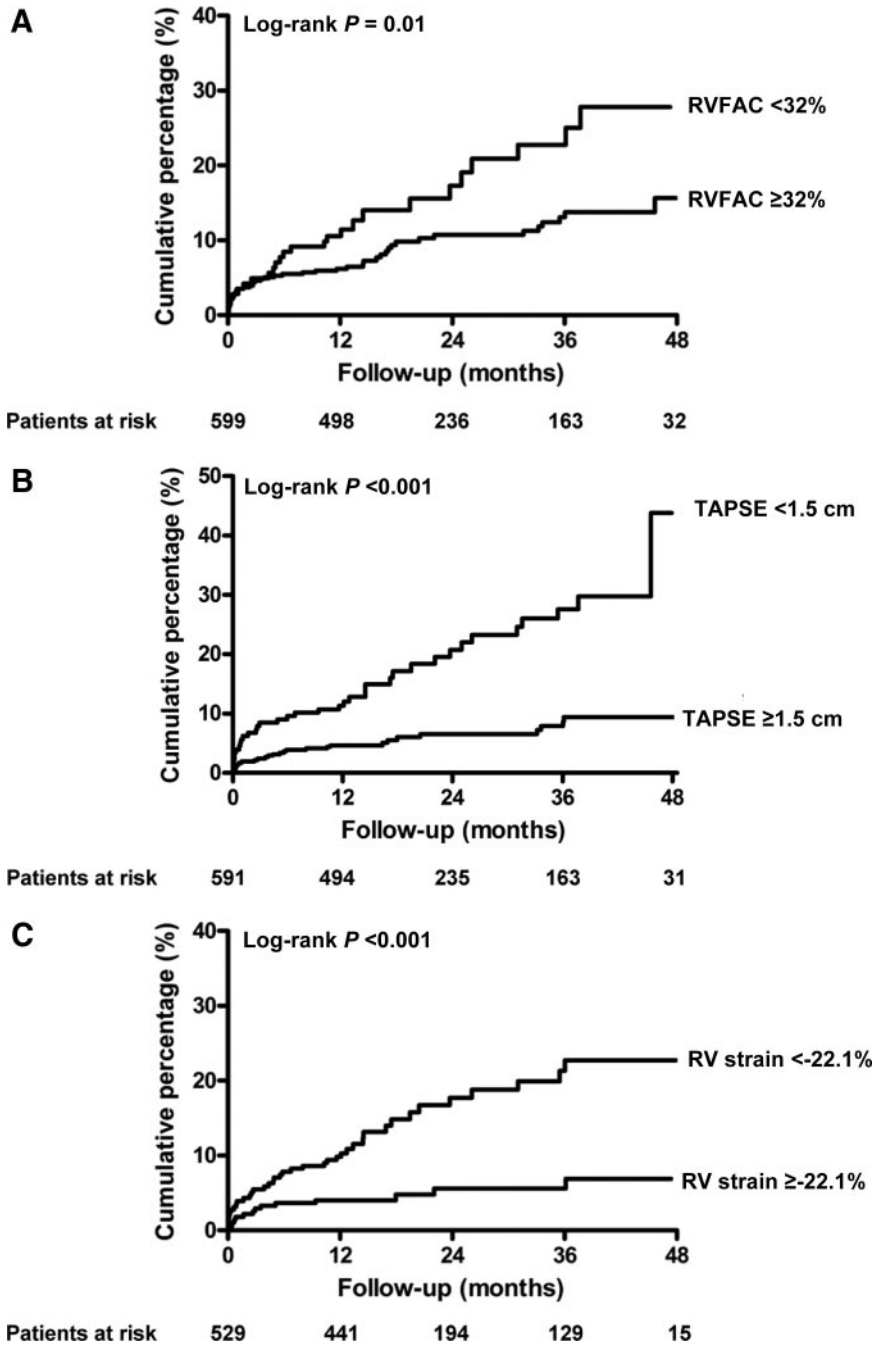 A
Log-rank P = 0.01
Cumulative percentage (%)
40
30
20
10
0
RVFAC <32%
RVFAC ≥32%
0 12 24 36 48
Follow-up (months)
Patients at risk 599 498 236 163 32
B
Log-rank P <0.001
Cumulative percentage (%)
50
40
30
20
10
0
TAPSE <1.5 cm
TAPSE ≥1.5 cm
0 12 24 36 48
Follow-up (months)
Patients at risk 591 494 235 163 31
C
Log-rank P <0.001
Cumulative percentage (%)
40
30
20
10
0
RV strain <-22.1%
RV strain ≥-22.1%
0 12 24 36 48
Follow-up (months)
Patients at risk 529 441 194 129 15